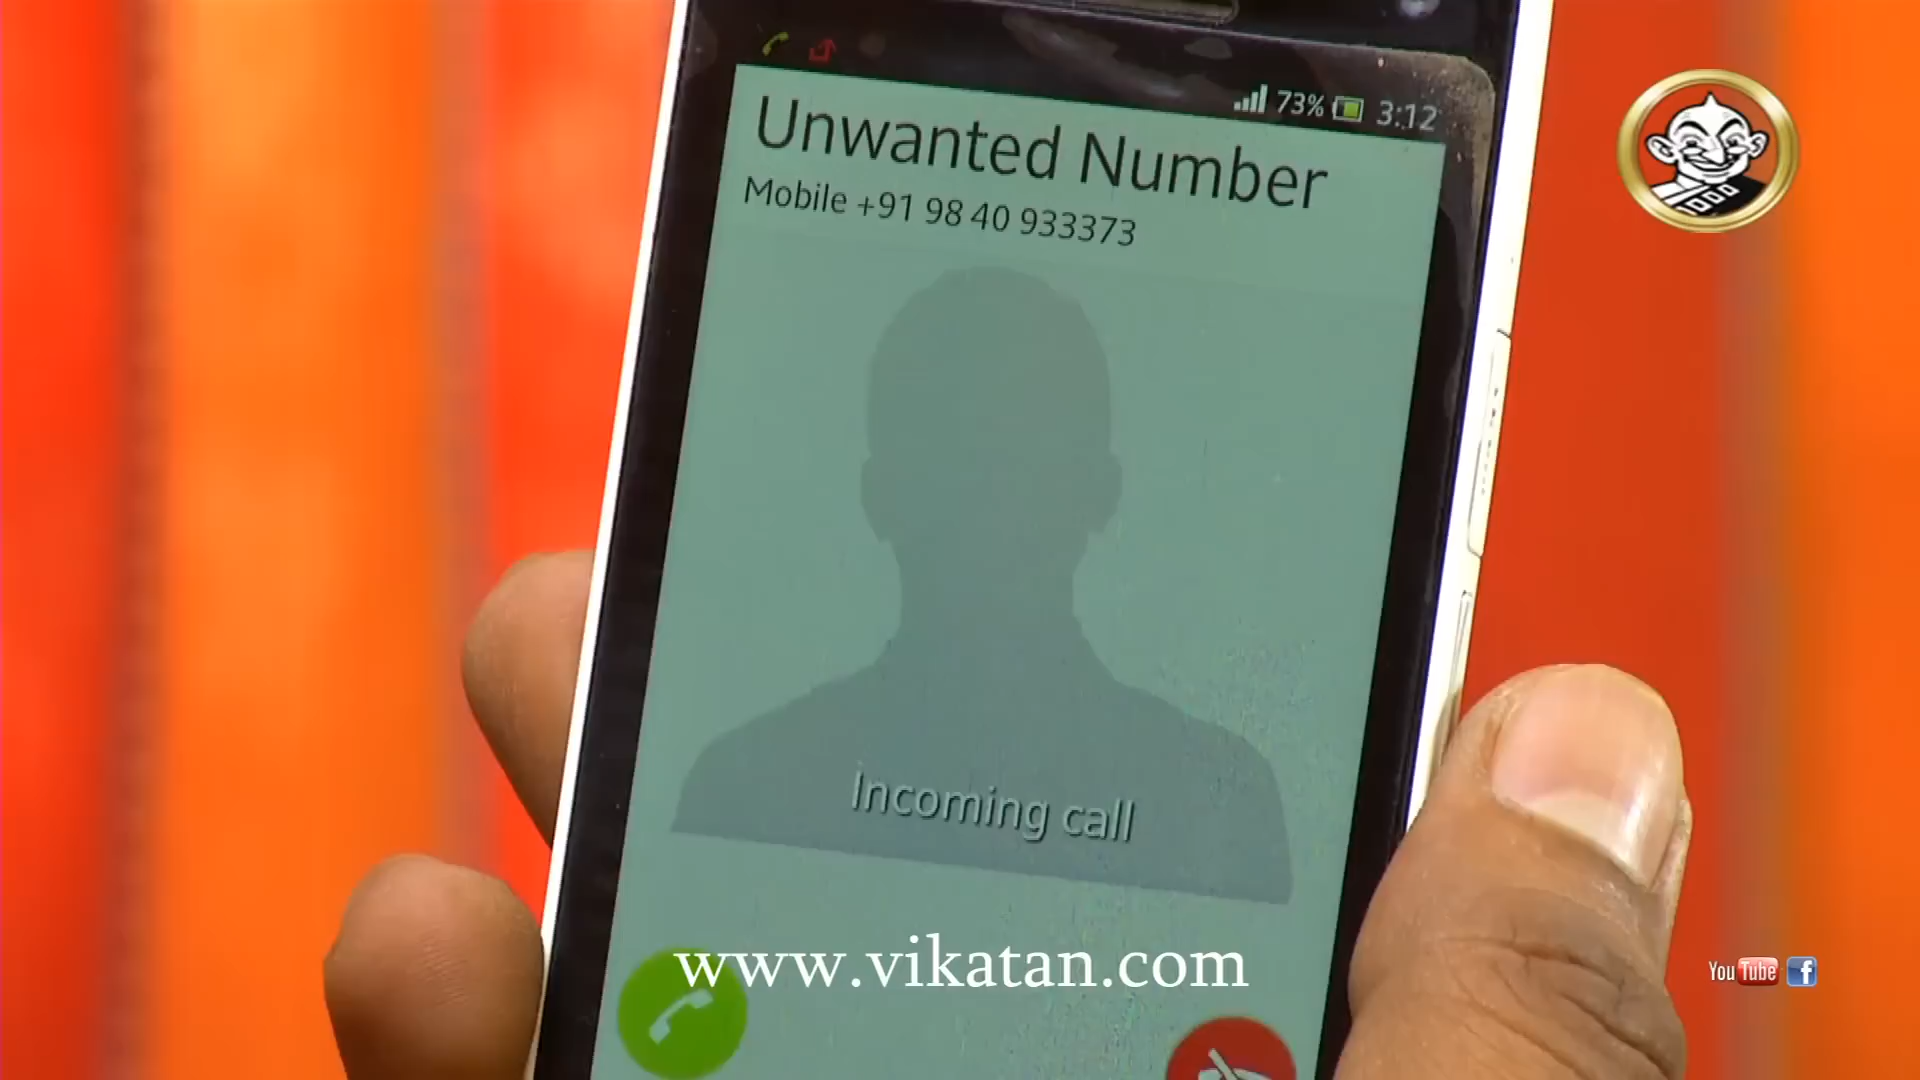 73% 3:12
Unwanted Number
Mobile +91 98 40 933373
Incoming call
www.vikatan.com
You Tube f